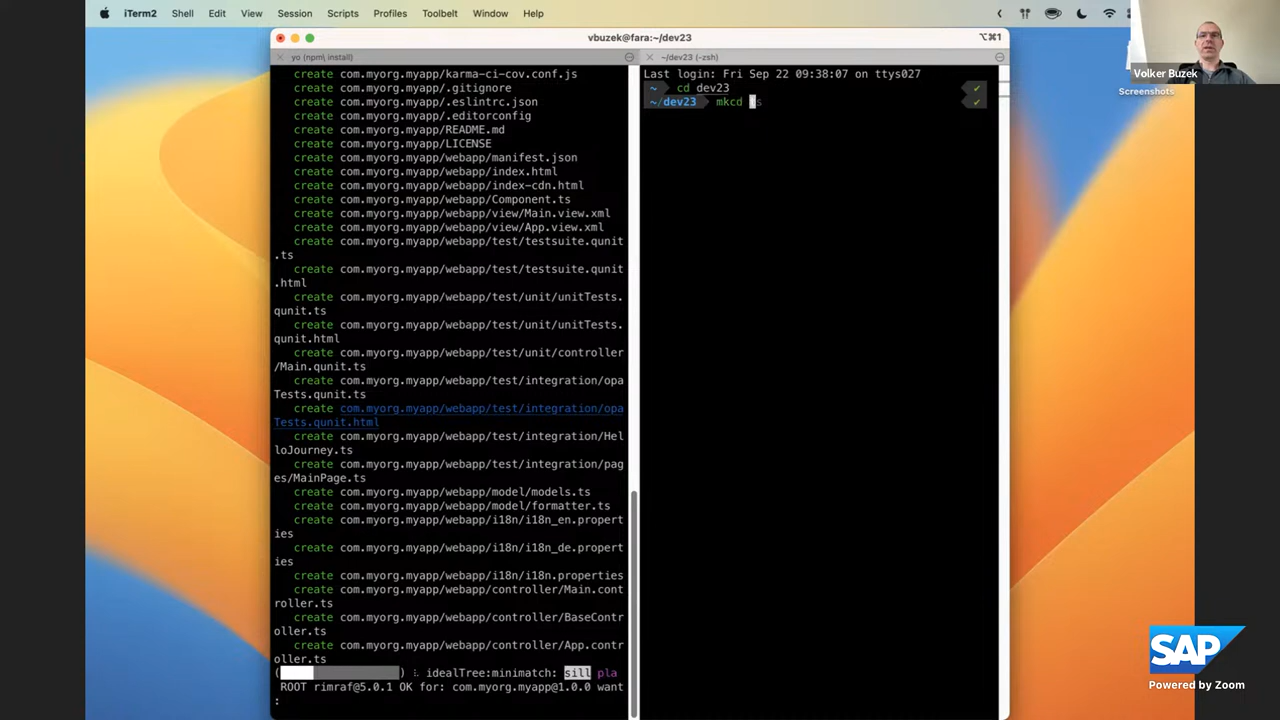 iTerm2 Shell Edit View Session Scripts Profiles Toolbelt Window Help
vbuzek@fara:~/dev23
⌥⌘1
yo (npm\ install)
~/dev23 (-zsh)
create com.myorg.myapp/karma-ci-cov.conf.js
create com.myorg.myapp/.gitignore
create com.myorg.myapp/.eslintrc.json
create com.myorg.myapp/.editorconfig
create com.myorg.myapp/README.md
create com.myorg.myapp/LICENSE
create com.myorg.myapp/webapp/manifest.json
create com.myorg.myapp/webapp/index.html
create com.myorg.myapp/webapp/index-cdn.html
create com.myorg.myapp/webapp/Component.ts
create com.myorg.myapp/webapp/view/Main.view.xml
create com.myorg.myapp/webapp/view/App.view.xml
create com.myorg.myapp/webapp/test/testsuite.qunit
.ts
create com.myorg.myapp/webapp/test/testsuite.qunit
.html
create com.myorg.myapp/webapp/test/unit/unitTests.
qunit.ts
create com.myorg.myapp/webapp/test/unit/unitTests.
qunit.html
create com.myorg.myapp/webapp/test/unit/controller
/Main.qunit.ts
create com.myorg.myapp/webapp/test/integration/opa
Tests.qunit.ts
create com.myorg.myapp/webapp/test/integration/opa
Tests.qunit.html
create com.myorg.myapp/webapp/test/integration/Hel
loJourney.ts
create com.myorg.myapp/webapp/test/integration/pag
es/MainPage.ts
create com.myorg.myapp/webapp/model/models.ts
create com.myorg.myapp/webapp/model/formatter.ts
create com.myorg.myapp/webapp/i18n/i18n_en.propert
ies
create com.myorg.myapp/webapp/i18n/i18n_de.propert
ies
create com.myorg.myapp/webapp/i18n/i18n.properties
create com.myorg.myapp/webapp/controller/Main.cont
roller.ts
create com.myorg.myapp/webapp/controller/BaseContr
oller.ts
create com.myorg.myapp/webapp/controller/App.contr
oller.ts
( ) ⠦ idealTree:minimatch: sill pla
ROOT rimraf@5.0.1 OK for: com.myorg.myapp@1.0.0 want
:
Last login: Fri Sep 22 09:38:07 on ttys027
~ cd dev23 ✓
~/dev23 mkcd ts ✓
Volker Buzek
Screenshots
SAP
Powered by Zoom